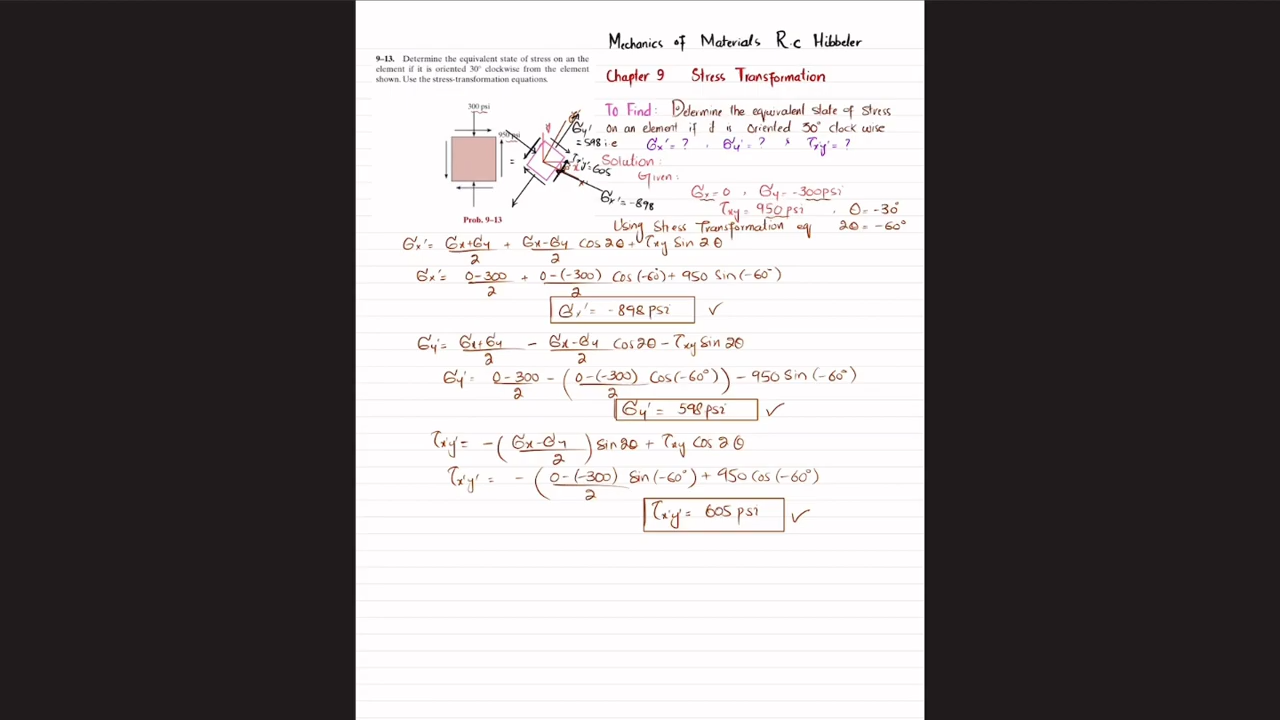 Mechanics of Materials R.c Hibbeler
9–13. Determine the equivalent state of stress on an the
element if it is oriented 30° clockwise from the element
shown. Use the stress-transformation equations.
Chapler 9 Stress Transformation
300 psi
950 psi
Prob. 9–13
=
σy' = 598
τx'y' = 605
σx' = -898
To Find: Determine the equivalent state of stress
on an element if it is oriented 30° clock wise
i.e σx' = ? , σy' = ? & τx'y' = ?
Solution:
Given:
σx = 0 , σy = -300psi
τxy = 950 psi , θ = -30°
Using Stress Transformation eq 2θ = -60°
σx' = σx+σy/2 + σx-σy/2 cos 2θ + τxy Sin 2θ
σx' = 0-300/2 + 0-(-300)/2 Cos(-60°) + 950 Sin(-60°)
σx' = -898 psi ✓
σy' = σx+σy/2 - σx-σy/2 Cos2θ - τxy Sin 2θ
σy' = 0-300/2 - (0-(-300)/2 Cos(-60°)) - 950 Sin(-60°)
σy' = 598 psi ✓
τx'y' = -(σx-σy/2) Sin2θ + τxy Cos 2θ
τx'y' = - (0-(-300)/2 Sin(-60°) + 950 Cos(-60°)
τx'y' = 605 psi ✓